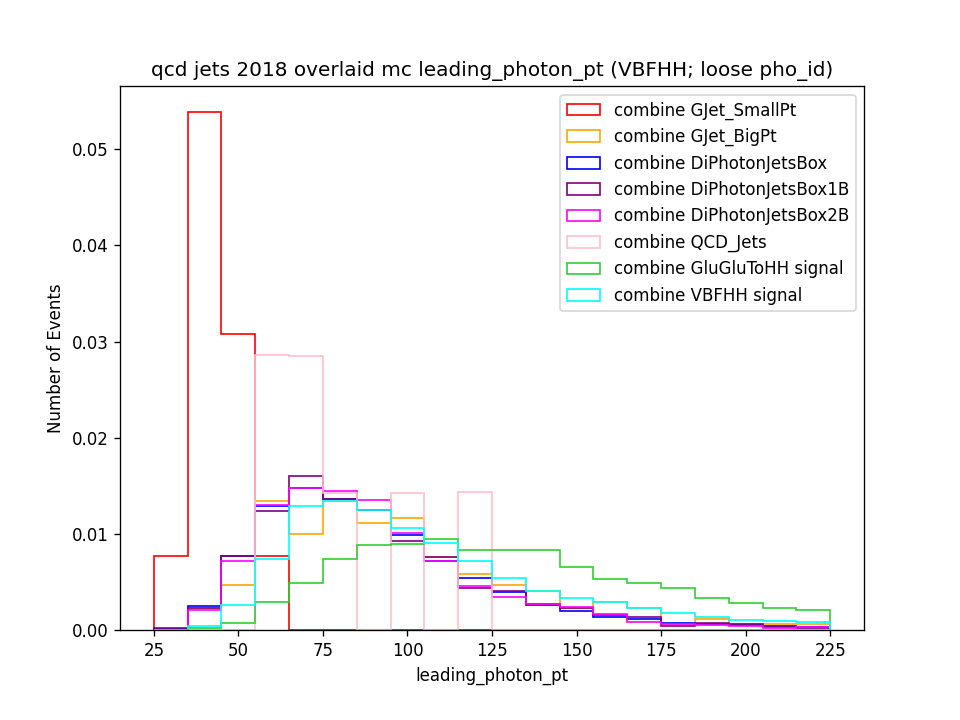 qcd jets 2018 overlaid mc leading_photon_pt (VBFHH; loose pho_id)
combine GJet_SmallPt
combine GJet_BigPt
combine DiPhotonJetsBox
combine DiPhotonJetsBox1B
combine DiPhotonJetsBox2B
combine QCD_Jets
combine GluGluToHH signal
combine VBFHH signal
Number of Events
0.05
0.04
0.03
0.02
0.01
0.00
25 50 75 100 125 150 175 200 225
leading_photon_pt